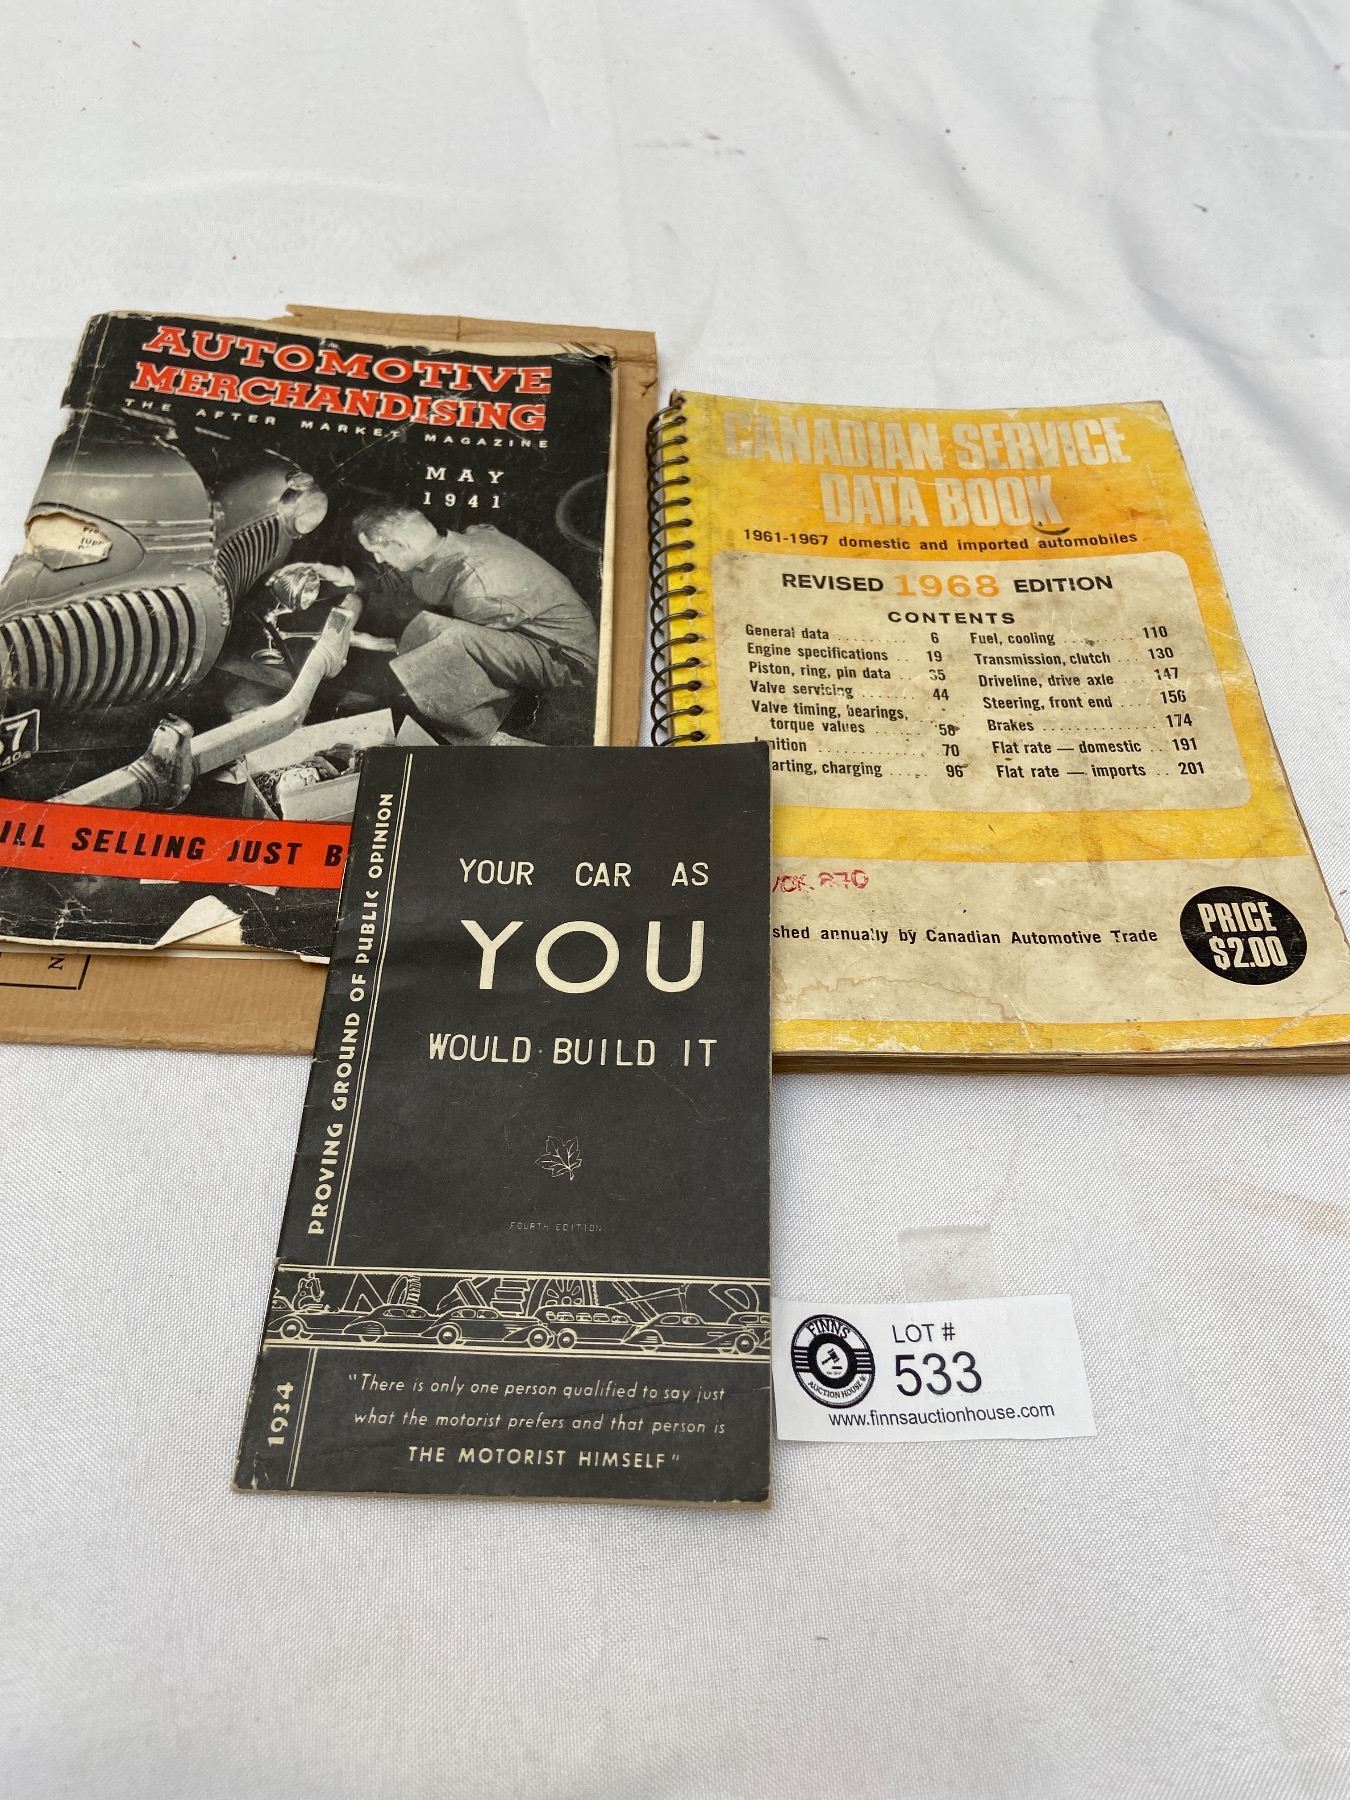 AUTOMOTIVE
MERCHANDISING
THE AFTER MARKET MAGAZINE
MAY
1941
ILL SELLING JUST B
CANADIAN SERVICE
DATA BOOK
1961-1967 domestic and imported automobiles
REVISED 1968 EDITION
CONTENTS
General data ......... 6
Engine specifications .. 19
Piston, ring, pin data .. 35
Valve servicing ....... 44
Valve timing, bearings,
torque values ..... 58
nition ........... 70
arting, charging ..... 96
Fuel, cooling ......... 110
Transmission, clutch ... 130
Driveline, drive axle ... 147
Steering, front end .... 156
Brakes ............ 174
Flat rate — domestic .. 191
Flat rate — imports .. 201
shed annually by Canadian Automotive Trade
PRICE
$2.00
PROVING GROUND OF PUBLIC OPINION
YOUR CAR AS
YOU
WOULD BUILD IT
FOURTH EDITION
1934
"There is only one person qualified to say just
what the motorist prefers and that person is
THE MOTORIST HIMSELF"
FINNS
AUCTION HOUSE
LOT #
533
www.finnsauctionhouse.com